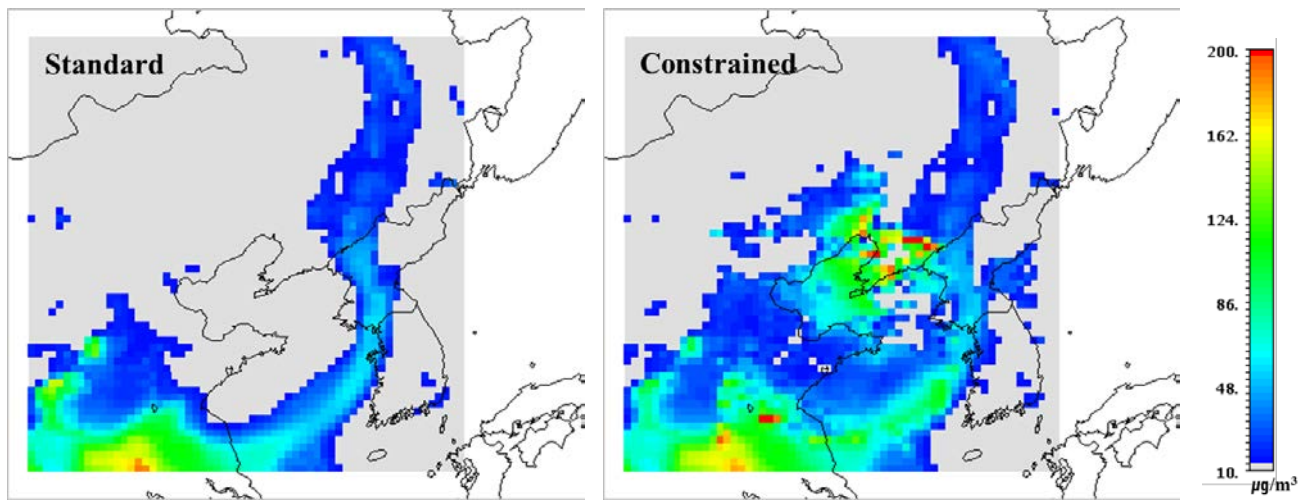 Standard
Constrained
200.
162.
124.
86.
48.
10.
µg/m³